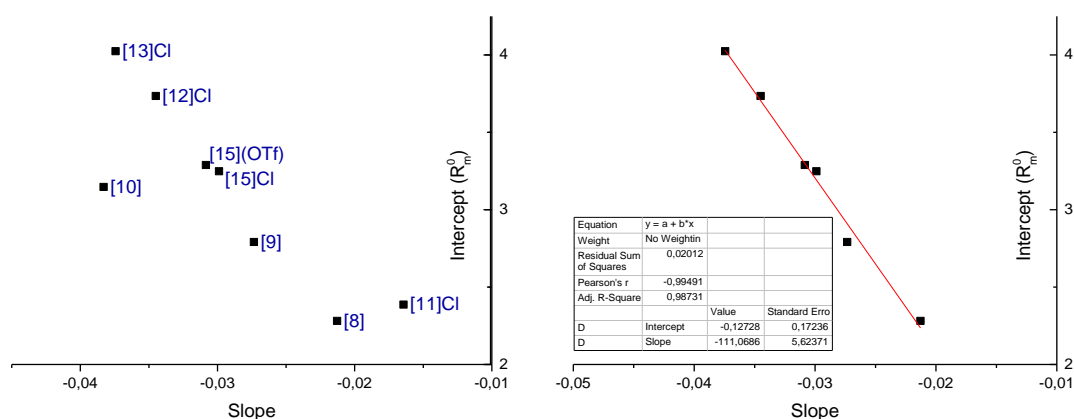 [13]Cl
[12]Cl
[15](OTf)
[15]Cl
[10]
[9]
[11]Cl
[8]
4
3
2
Intercept (R⁰m)
-0,04 -0,03 -0,02 -0,01
Slope
Equation y = a + b*x
Weight No Weightin
Residual Sum
of Squares 0,02012
Pearson's r -0,99491
Adj. R-Square 0,98731
Value Standard Erro
D Intercept -0,12728 0,17236
D Slope -111,0686 5,62371
4
3
2
Intercept (R⁰m)
-0,05 -0,04 -0,03 -0,02 -0,01
Slope